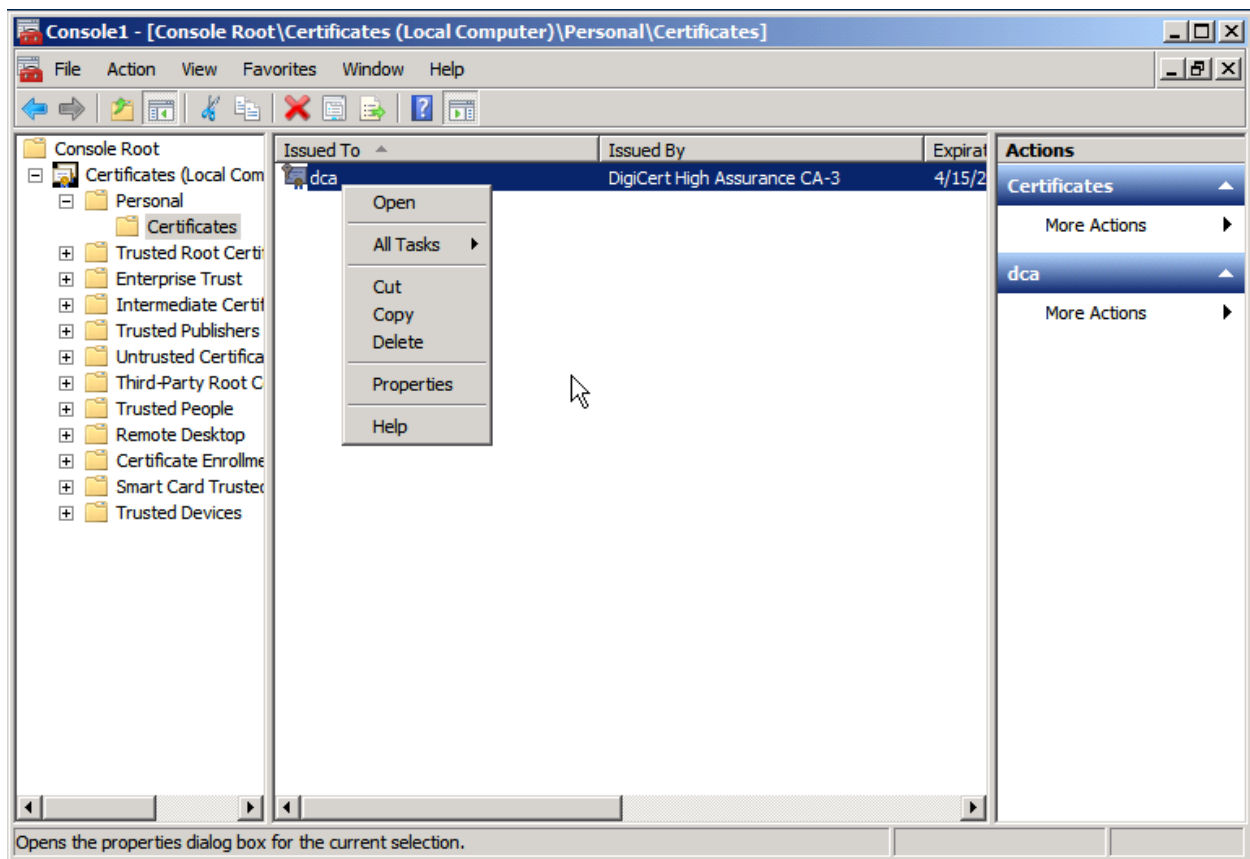 Console1 - [Console Root\Certificates (Local Computer)\Personal\Certificates]
File Action View Favorites Window Help
Console Root
Certificates (Local Com
Personal
Certificates
Trusted Root Certi
Enterprise Trust
Intermediate Certif
Trusted Publishers
Untrusted Certifica
Third-Party Root C
Trusted People
Remote Desktop
Certificate Enrollme
Smart Card Trusted
Trusted Devices
Issued To Issued By Expirat
dca DigiCert High Assurance CA-3 4/15/2
Open
All Tasks
Cut
Copy
Delete
Properties
Help
Actions
Certificates
More Actions
dca
More Actions
Opens the properties dialog box for the current selection.